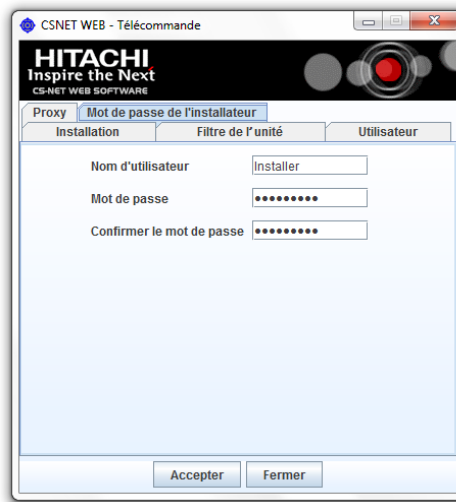 CSNET WEB - Télécommande
HITACHI
Inspire the Next
CS-NET WEB SOFTWARE
Proxy Mot de passe de l'installateur
Installation Filtre de l'unité Utilisateur
Nom d'utilisateur Installer
Mot de passe •••••••••
Confirmer le mot de passe •••••••••
Accepter Fermer